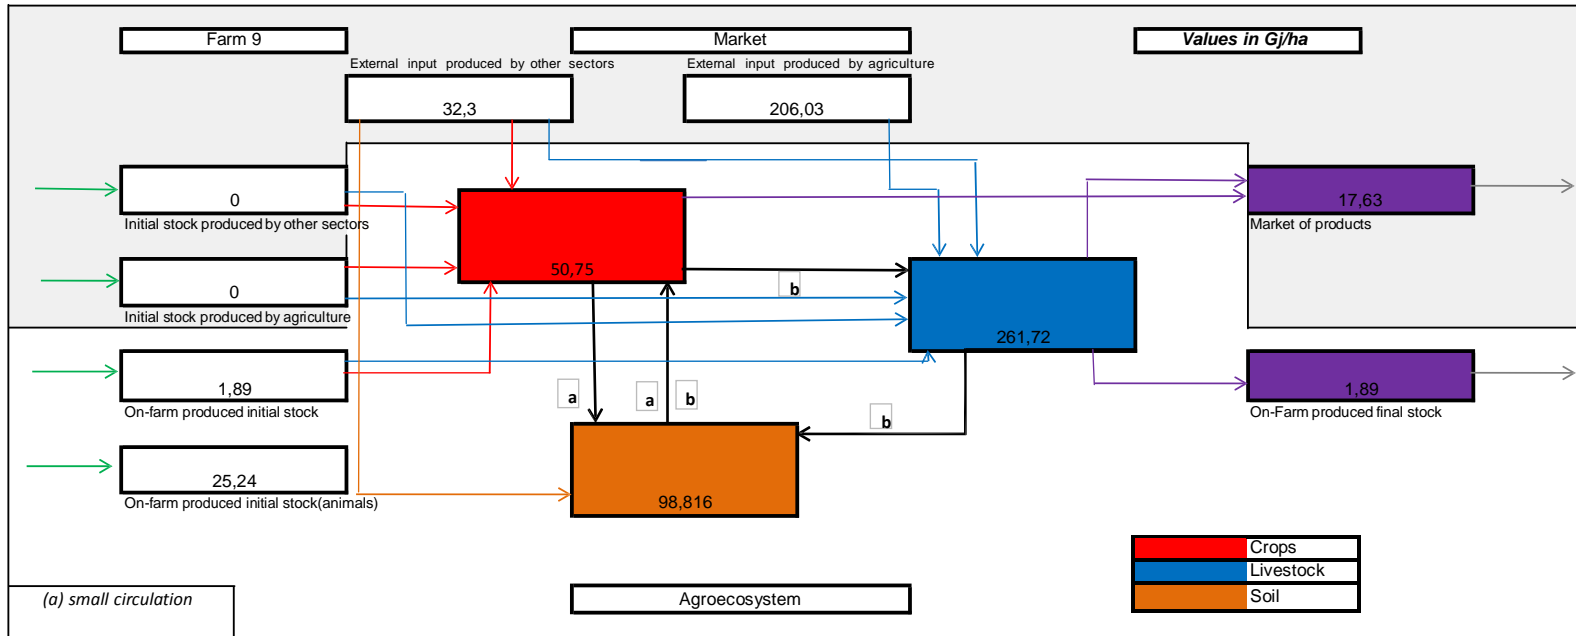 Farm 9
Market
Values in Gj/ha
External input produced by other sectors
External input produced by agriculture
32,3
206,03
0
Initial stock produced by other sectors
50,75
17,63
Market of products
0
Initial stock produced by agriculture
b
261,72
1,89
On-farm produced initial stock
a
a
b
b
1,89
On-Farm produced final stock
25,24
On-farm produced initial stock(animals)
98,816
Crops
Livestock
Soil
(a) small circulation
Agroecosystem